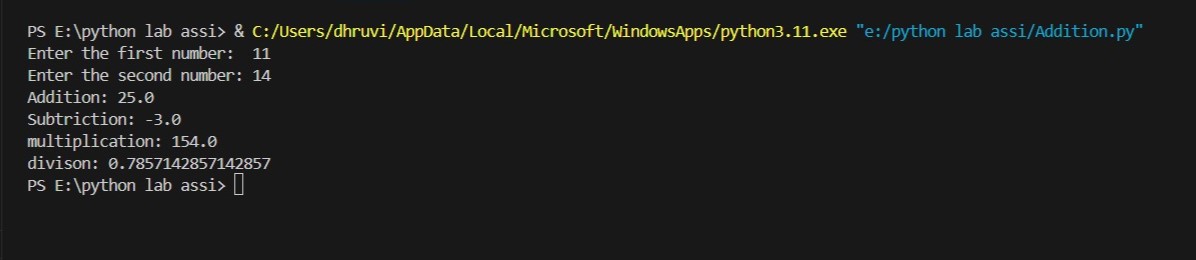 PS E:\python lab assi> & C:/Users/dhruvi/AppData/Local/Microsoft/WindowsApps/python3.11.exe "e:/python lab assi/Addition.py"
Enter the first number:  11
Enter the second number: 14
Addition: 25.0
Subtriction: -3.0
multiplication: 154.0
divison: 0.7857142857142857
PS E:\python lab assi>